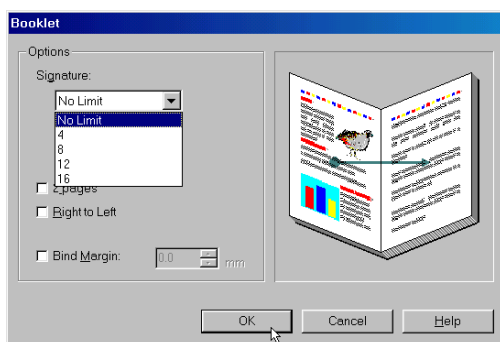 Booklet
Options
Signature:
No Limit
No Limit
4
8
12
16
pages
Right to Left
Bind Margin:
0.0
mm
OK
Cancel
Help